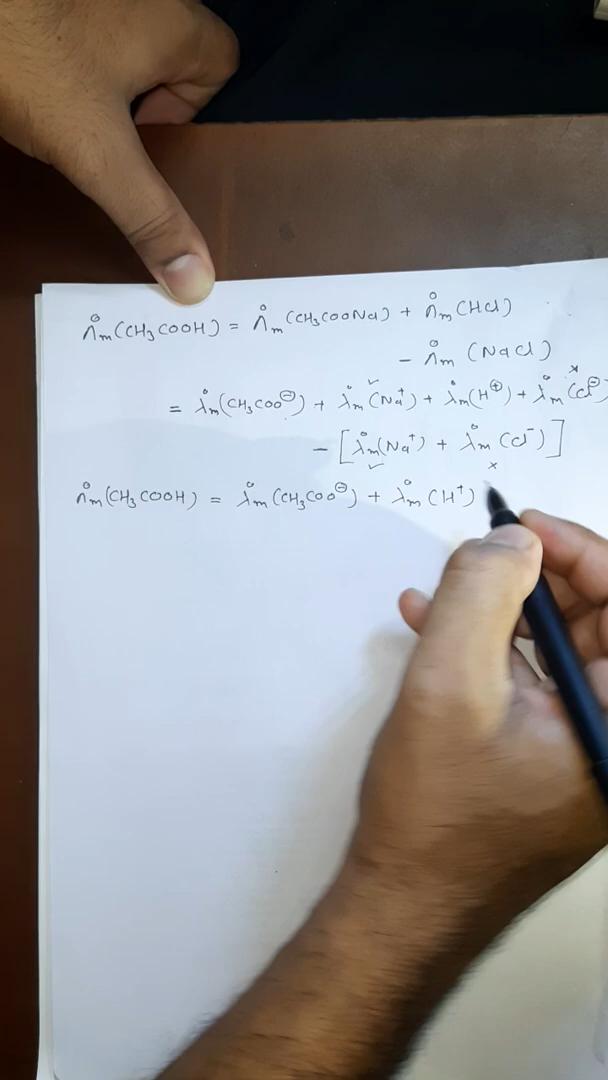 Λ°m(CH₃COOH) = Λ°m(CH₃COONa) + Λ°m(HCl)
− Λ°m(NaCl)
= λ°m(CH₃COO⊖) + λ°m(Na⁺) + λ°m(H⊕) + λ°m(Cl⊖)
− [λ°m(Na⁺) + λ°m(Cl⁻)]
Λ°m(CH₃COOH) = λ°m(CH₃COO⊖) + λ°m(H⁺)